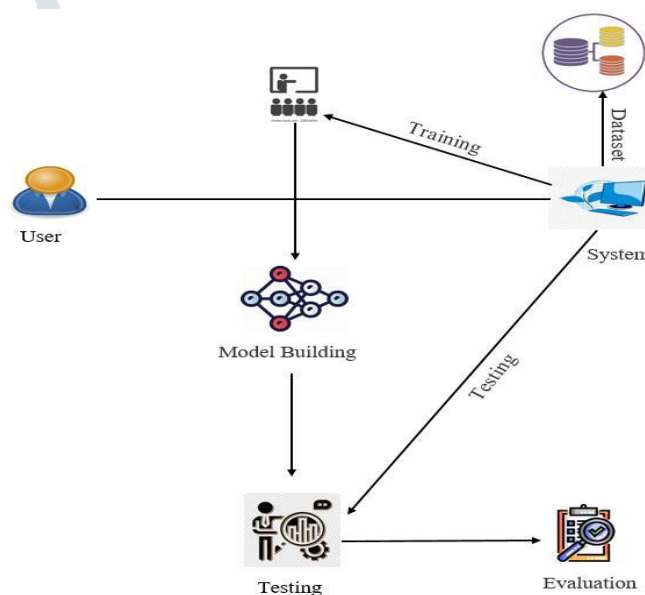 Training
Dataset
User
System
Model Building
Testing
Testing
Evaluation